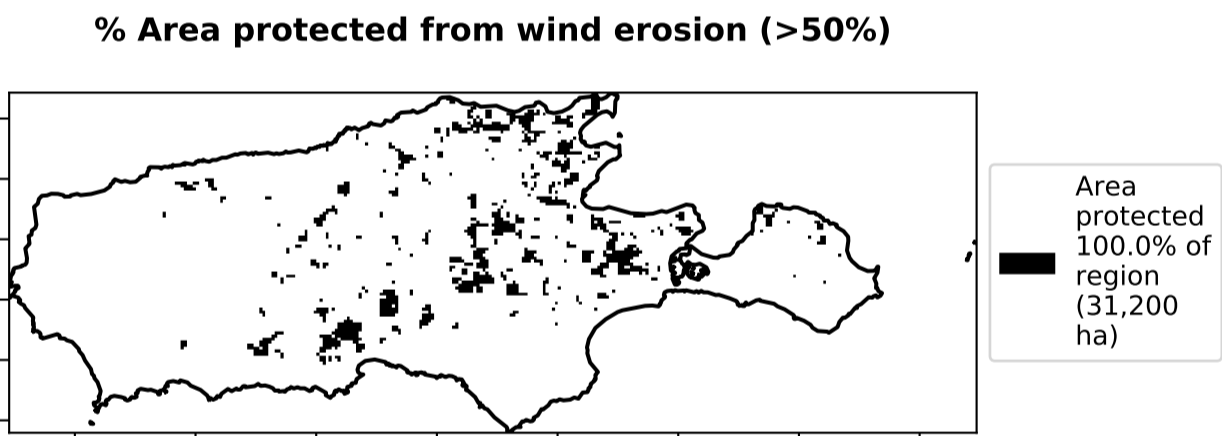 % Area protected from wind erosion (>50%)
Area
protected
100.0% of
region
(31,200
ha)